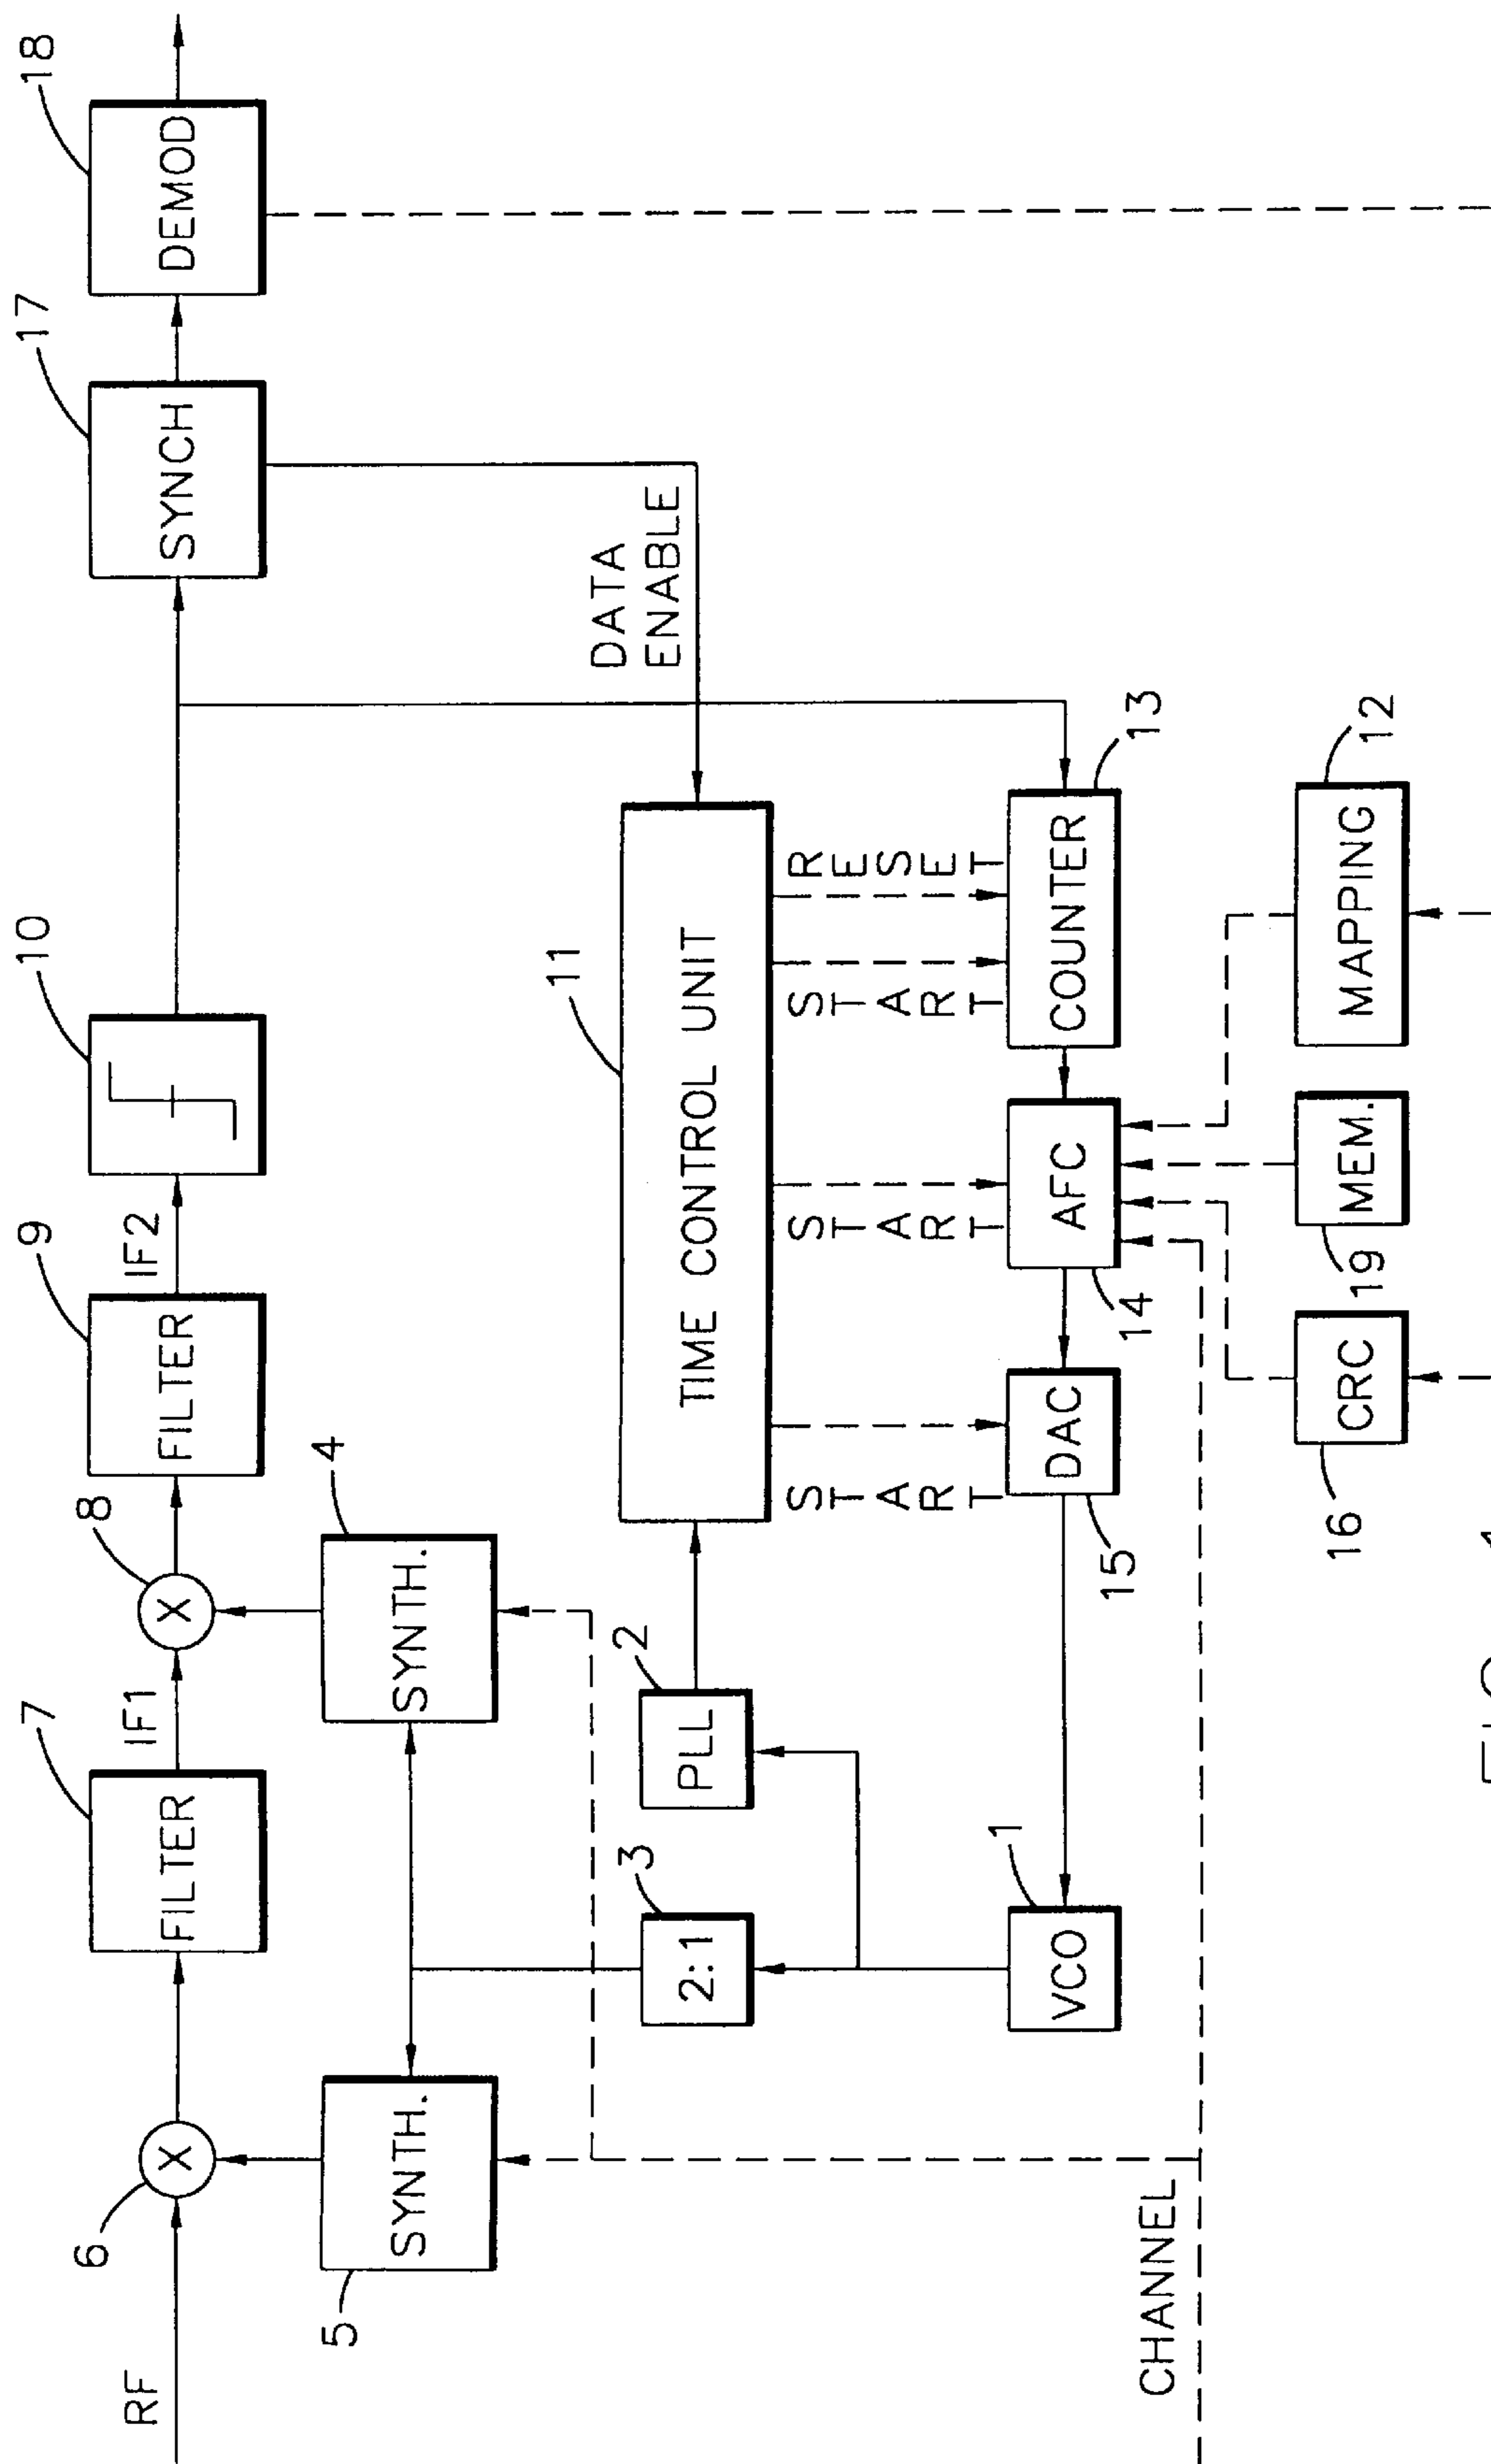 RF
6
7
FILTER
IF1
8
9
FILTER
IF2
10
17
SYNCH
18
DEMOD
X
X
5
SYNTH.
4
SYNTH.
DATA
ENABLE
3
2:1
2
PLL
11
TIME CONTROL UNIT
START
START
START
RESET
1
VCO
15
DAC
14
AFC
COUNTER
13
CHANNEL
16
CRC
19
MEM.
MAPPING
12